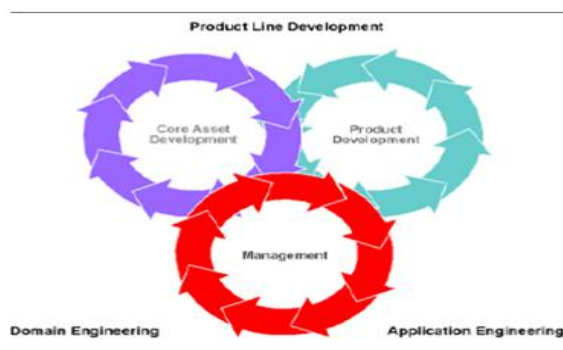 Product Line Development
Core Asset
Development
Product
Development
Management
Domain Engineering
Application Engineering